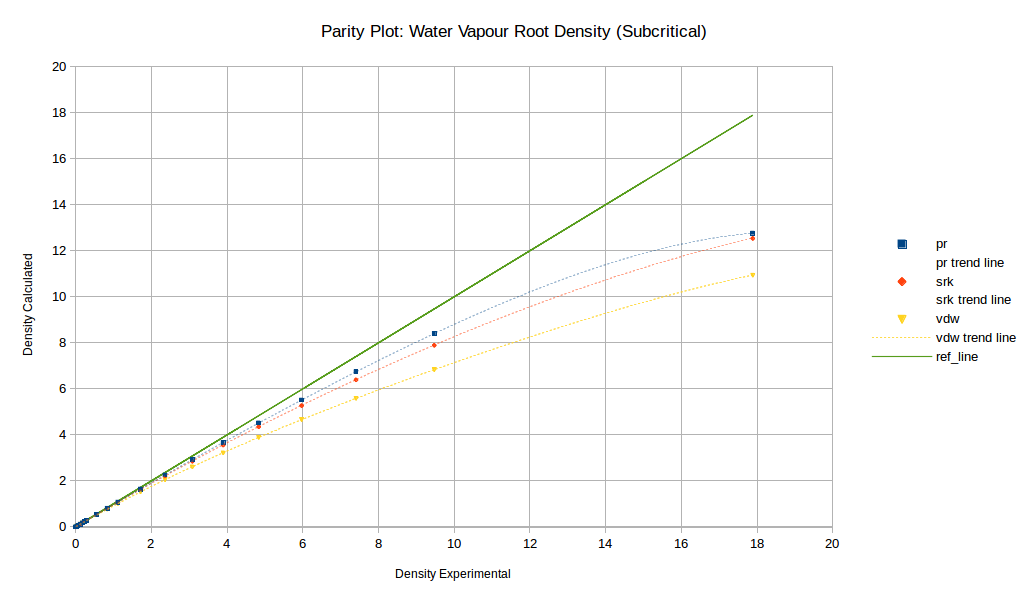 Parity Plot: Water Vapour Root Density (Subcritical)
20
18
16
14
12
10
8
6
4
2
0
Density Calculated
0 2 4 6 8 10 12 14 16 18 20
Density Experimental
pr
pr trend line
srk
srk trend line
vdw
vdw trend line
ref_line